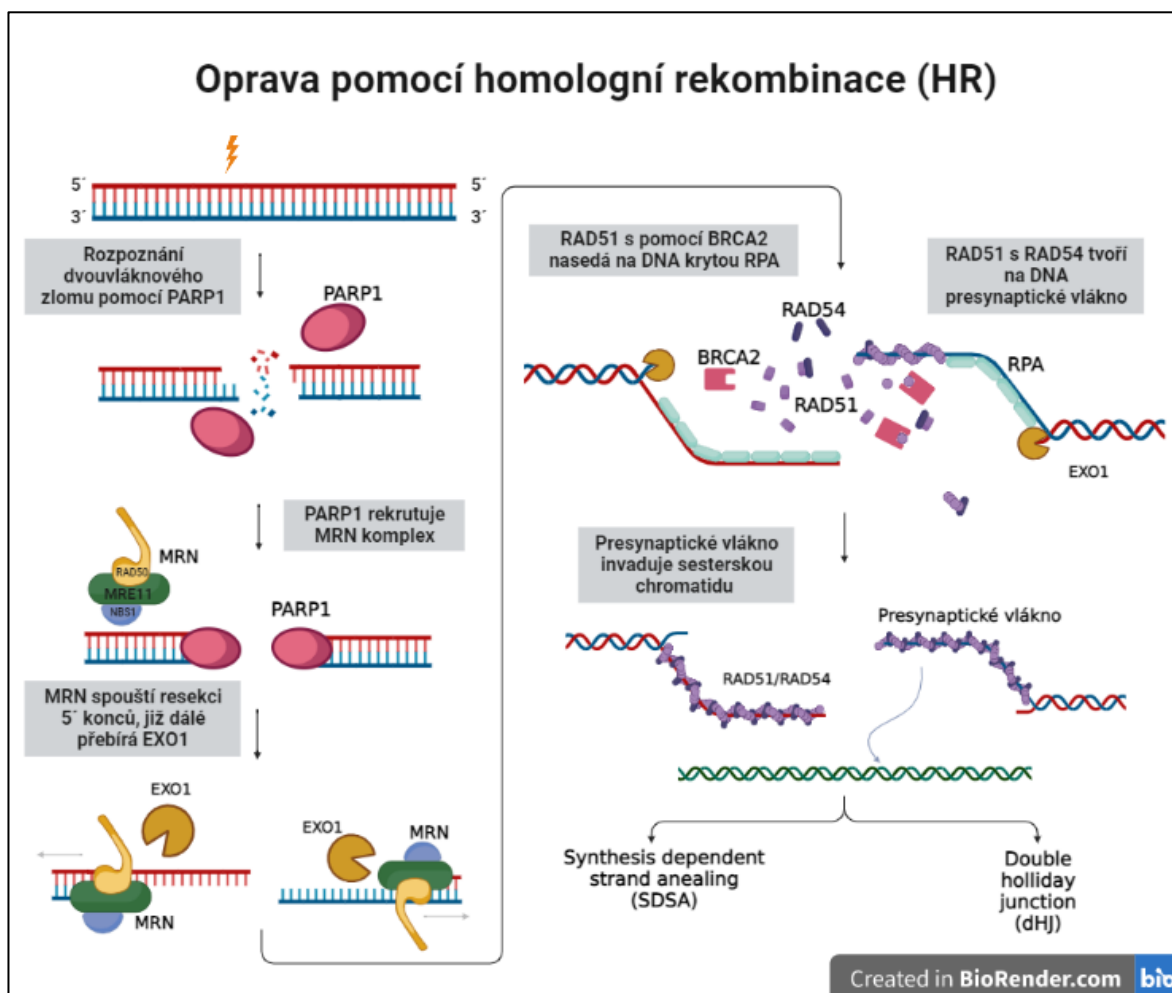 Oprava pomocí homologní rekombinace (HR)
5´
5´
3´
3´
Rozpoznání
dvouvláknového
zlomu pomocí PARP1
PARP1
PARP1 rekrutuje
MRN komplex
MRN
RAD50
MRE11
NBS1
PARP1
MRN spouští resekci
5´ konců, již dálé
přebírá EXO1
EXO1
MRN
EXO1
MRN
RAD51 s pomocí BRCA2
nasedá na DNA krytou RPA
RAD51 s RAD54 tvoří
na DNA
presynaptické vlákno
RAD54
BRCA2
RAD51
RPA
EXO1
Presynaptické vlákno
invaduje sesterskou
chromatidu
Presynaptické vlákno
RAD51/RAD54
Synthesis dependent
strand anealing
(SDSA)
Double
holliday
junction
(dHJ)
Created in BioRender.com
bio